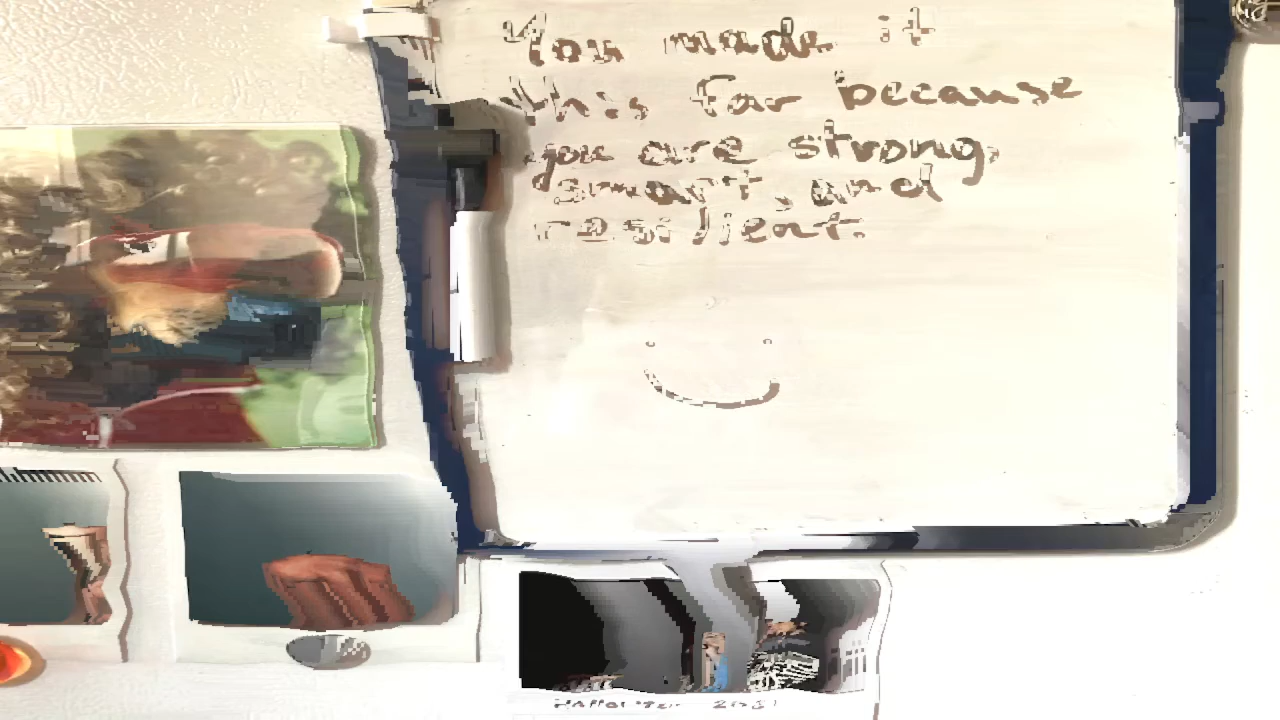 You made it
this far because
you are strong,
smart, and
resilient.